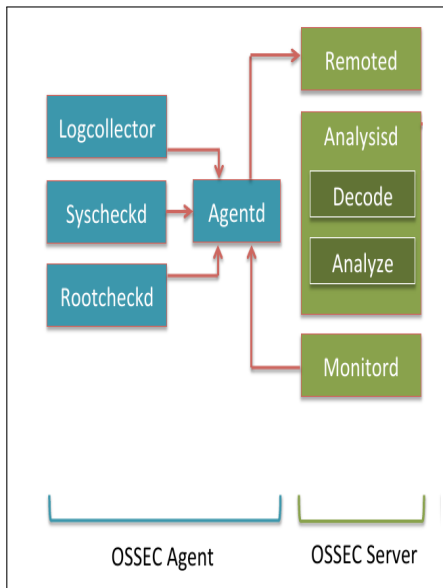 Remoted
Logcollector
Analysisd
Syscheckd
Agentd
Decode
Analyze
Rootcheckd
Monitord
OSSEC Agent
OSSEC Server